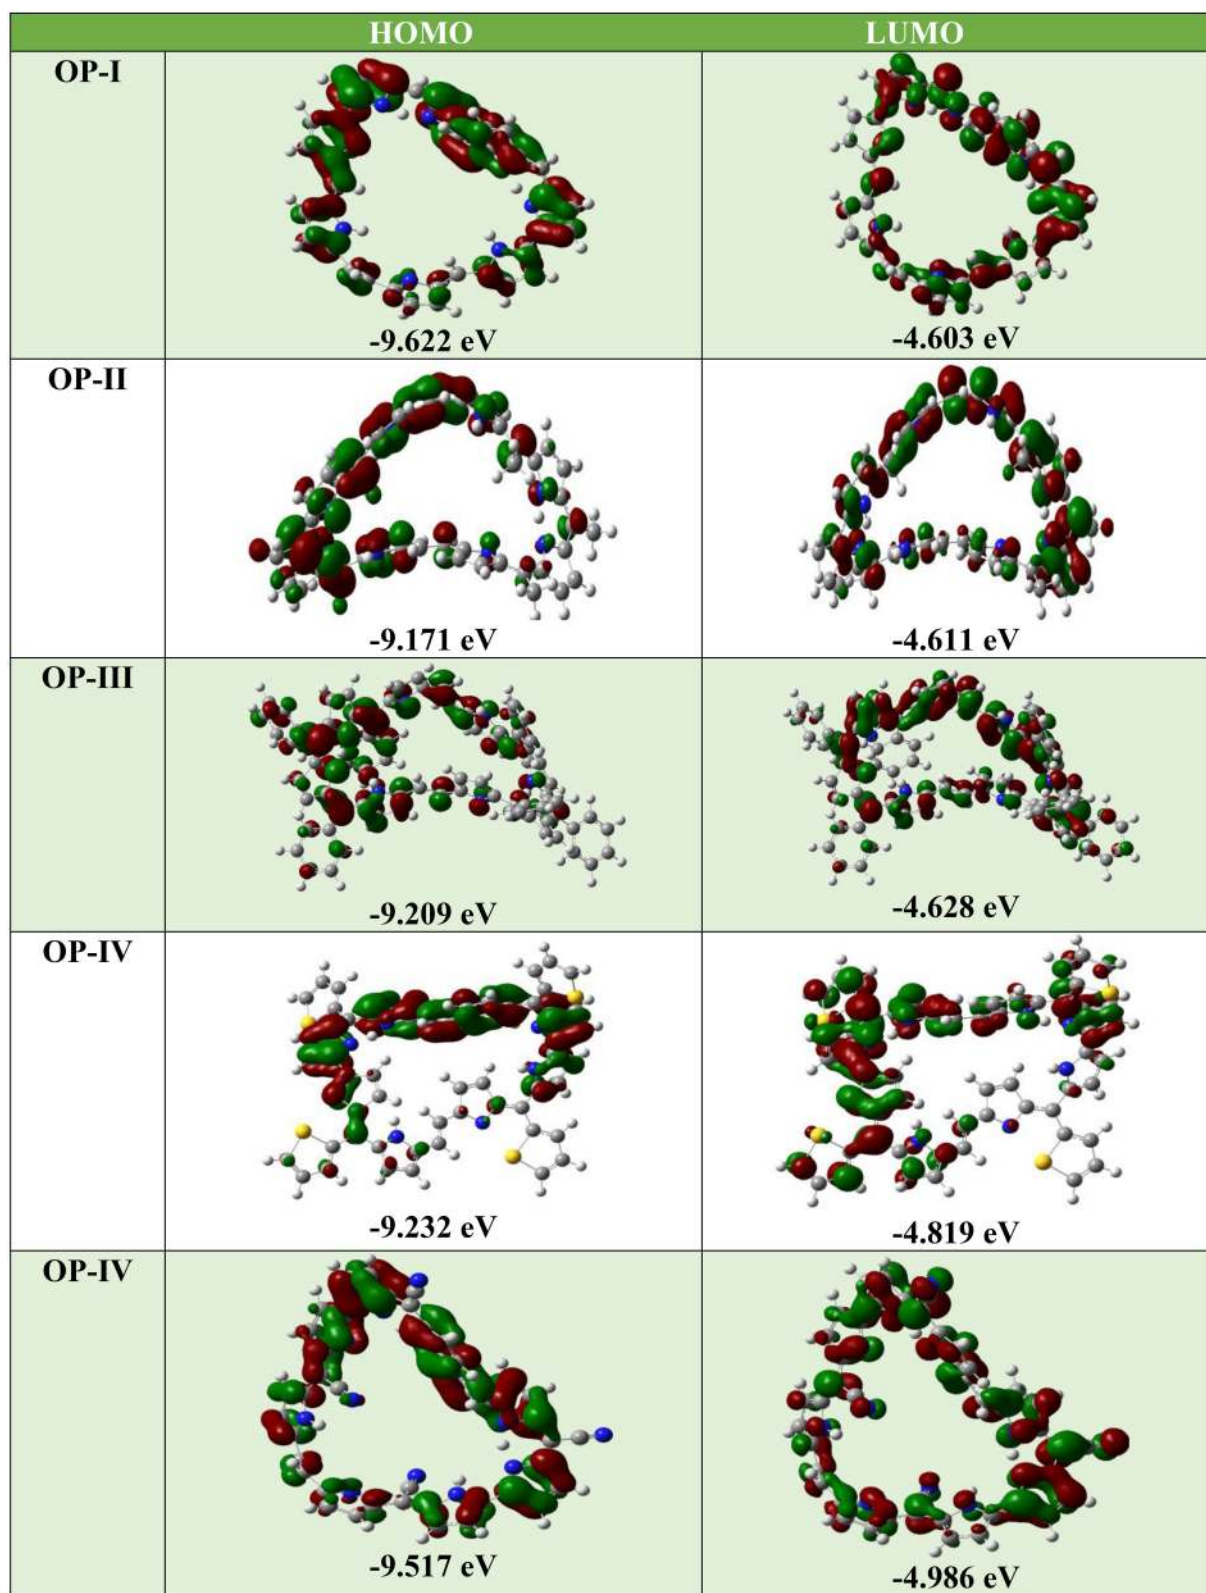 HOMO LUMO
OP-I
-9.622 eV -4.603 eV
OP-II
-9.171 eV -4.611 eV
OP-III
-9.209 eV -4.628 eV
OP-IV
-9.232 eV -4.819 eV
OP-IV
-9.517 eV -4.986 eV